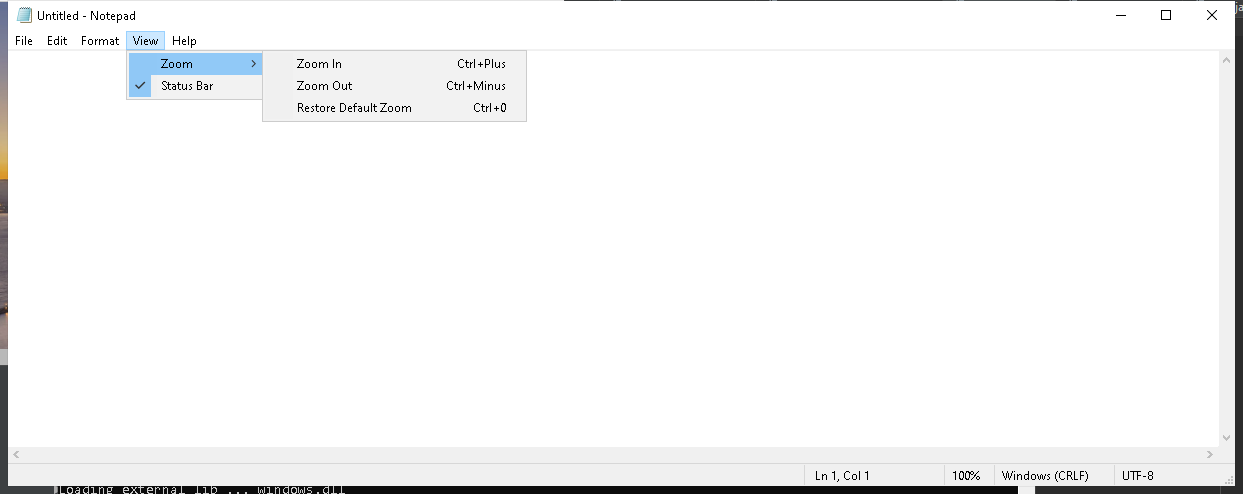 Untitled - Notepad
File Edit Format View Help
Zoom
Status Bar
Zoom In Ctrl+Plus
Zoom Out Ctrl+Minus
Restore Default Zoom Ctrl+0
Ln 1, Col 1 100% Windows (CRLF) UTF-8
Loading external lib ... windows.dll